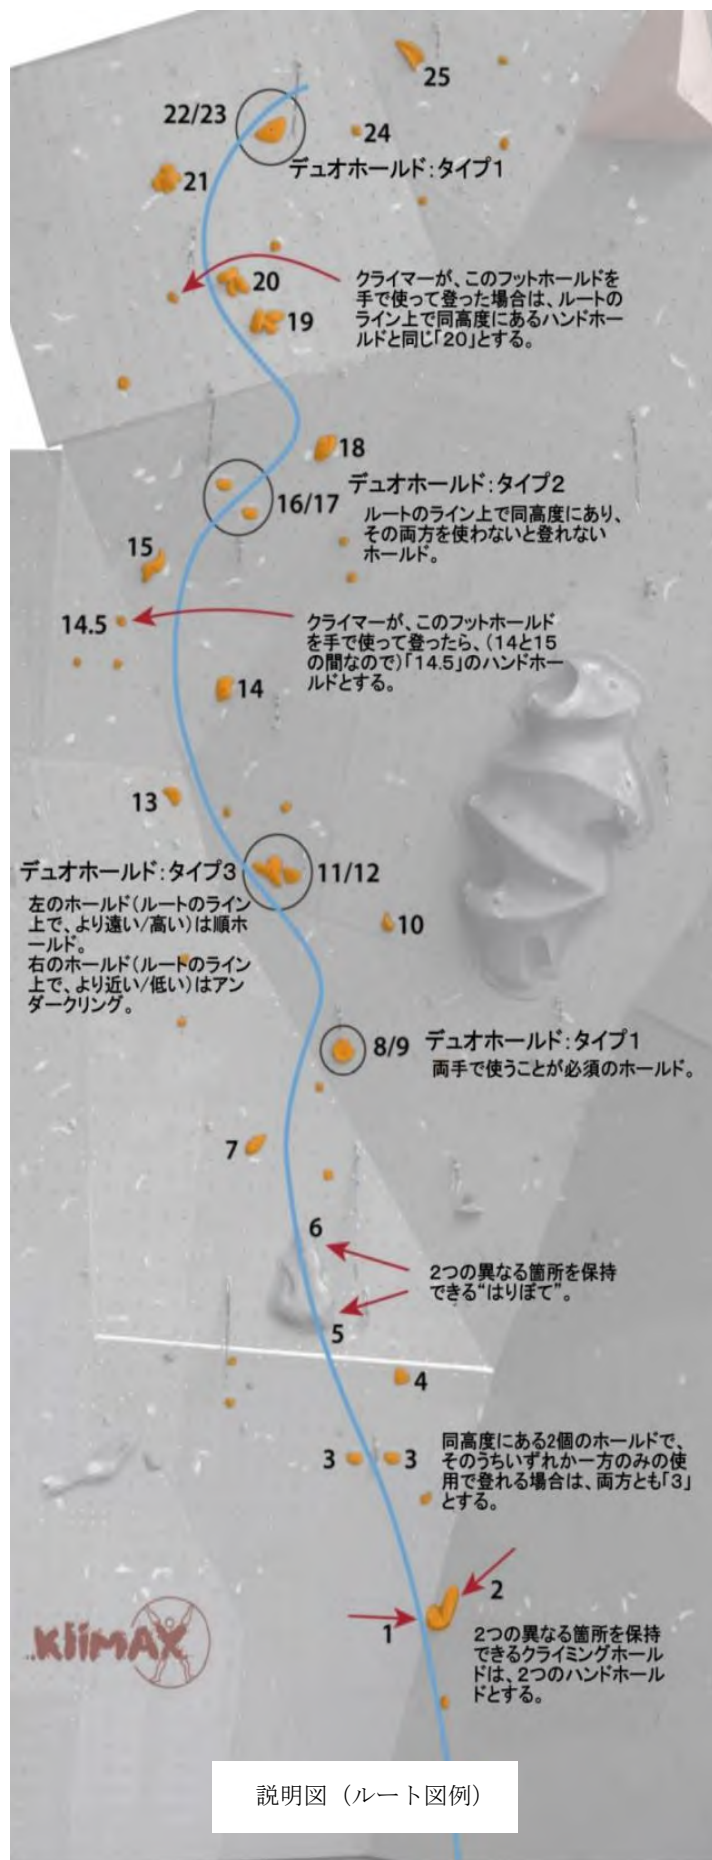 25
22/23
24
デュオホールド：タイプ1
21
クライマーが、このフットホールドを
手で使って登った場合は、ルートの
ライン上で同高度にあるハンドホー
ルドと同じ「20」とする。
20
19
18
デュオホールド：タイプ2
16/17
ルートのライン上で同高度にあり、
その両方を使わないと登れない
ホールド。
15
14.5
クライマーが、このフットホールド
を手で使って登ったら、（14と15
の間なので）「14.5」のハンドホー
ルドとする。
14
13
デュオホールド：タイプ3
11/12
左のホールド（ルートのライン
上で、より遠い/高い）は順ホ
ールド。
右のホールド（ルートのライン
上で、より近い/低い）はアン
ダークリング。
10
8/9
デュオホールド：タイプ1
両手で使うことが必須のホールド。
7
6
2つの異なる箇所を保持
できる“はりぼて”。
5
4
3
3
同高度にある2個のホールドで、
そのうちいずれか一方のみの使
用で登れる場合は、両方とも「3」
とする。
2
1
2つの異なる箇所を保持
できるクライミングホール
ドは、2つのハンドホール
ドとする。
KliMAX
説明図（ルート図例）